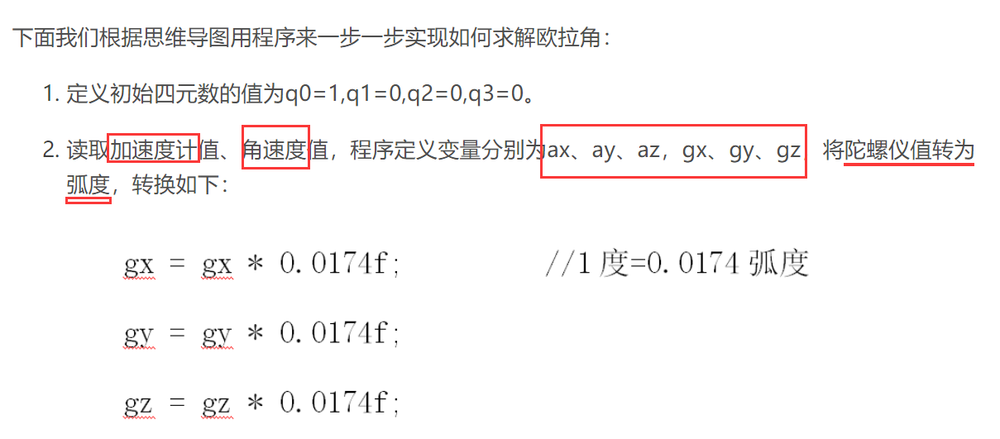 下面我们根据思维导图用程序来一步一步实现如何求解欧拉角：
1. 定义初始四元数的值为q0=1,q1=0,q2=0,q3=0。
2. 读取加速度计值、角速度值，程序定义变量分别为ax、ay、az，gx、gy、gz，将陀螺仪值转为
弧度，转换如下：
gx = gx * 0.0174f; //1度=0.0174弧度
gy = gy * 0.0174f;
gz = gz * 0.0174f;